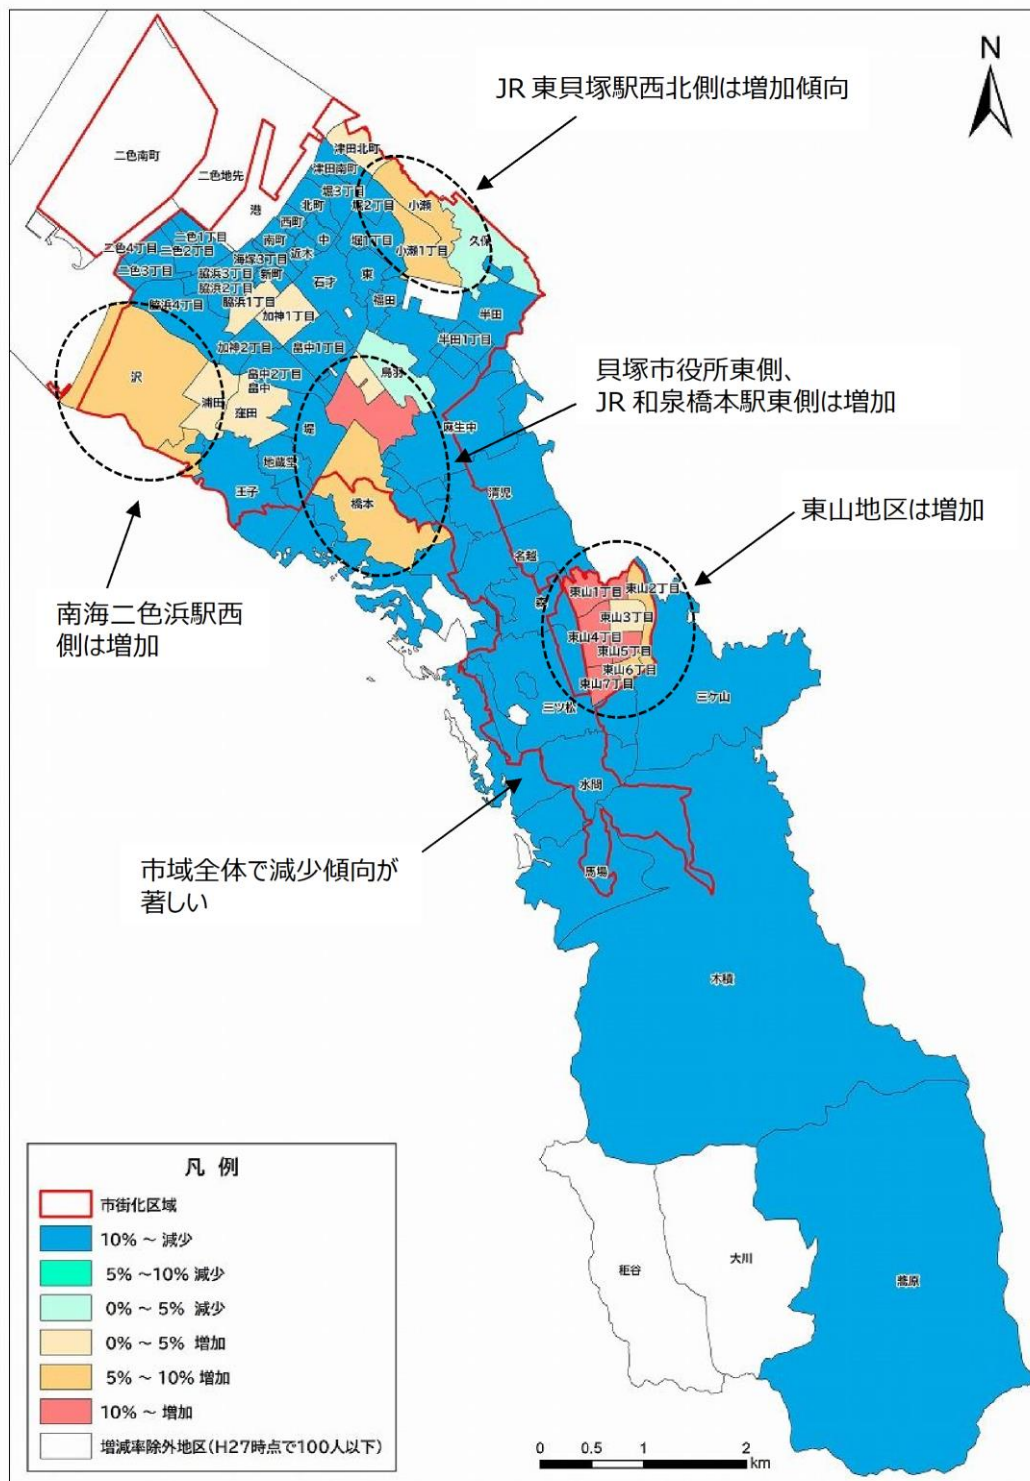 N
JR 東貝塚駅西北側は増加傾向
津田北町
二色南町
津田南町
二色地先
堀3丁目
港
北町
堀2丁目
小瀬
西町
二色1丁目
南町
中
堀1丁目
小瀬1丁目
久保
二色4丁目
二色2丁目
海塚3丁目
近木
二色3丁目
脇浜3丁目
新町
石才
東
脇浜2丁目
脇浜4丁目
脇浜1丁目
福田
半田
加神1丁目
半田1丁目
加神2丁目
畠中1丁目
鳥羽
沢
畠中2丁目
畠中
貝塚市役所東側、
JR 和泉橋本駅東側は増加
浦田
窪田
堀
麻生中
地蔵堂
王子
清児
橋本
東山地区は増加
名越
森
東山1丁目
東山2丁目
南海二色浜駅西
側は増加
東山3丁目
東山4丁目
東山5丁目
東山6丁目
東山7丁目
三ケ山
三ツ松
水間
市域全体で減少傾向が
著しい
馬場
木積
凡 例
市街化区域
10% ～ 減少
5% ～10% 減少
0% ～ 5% 減少
0% ～ 5% 増加
5% ～ 10% 増加
10% ～ 増加
増減率除外地区(H27時点で100人以下)
大川
蕎原
0 0.5 1 2
km